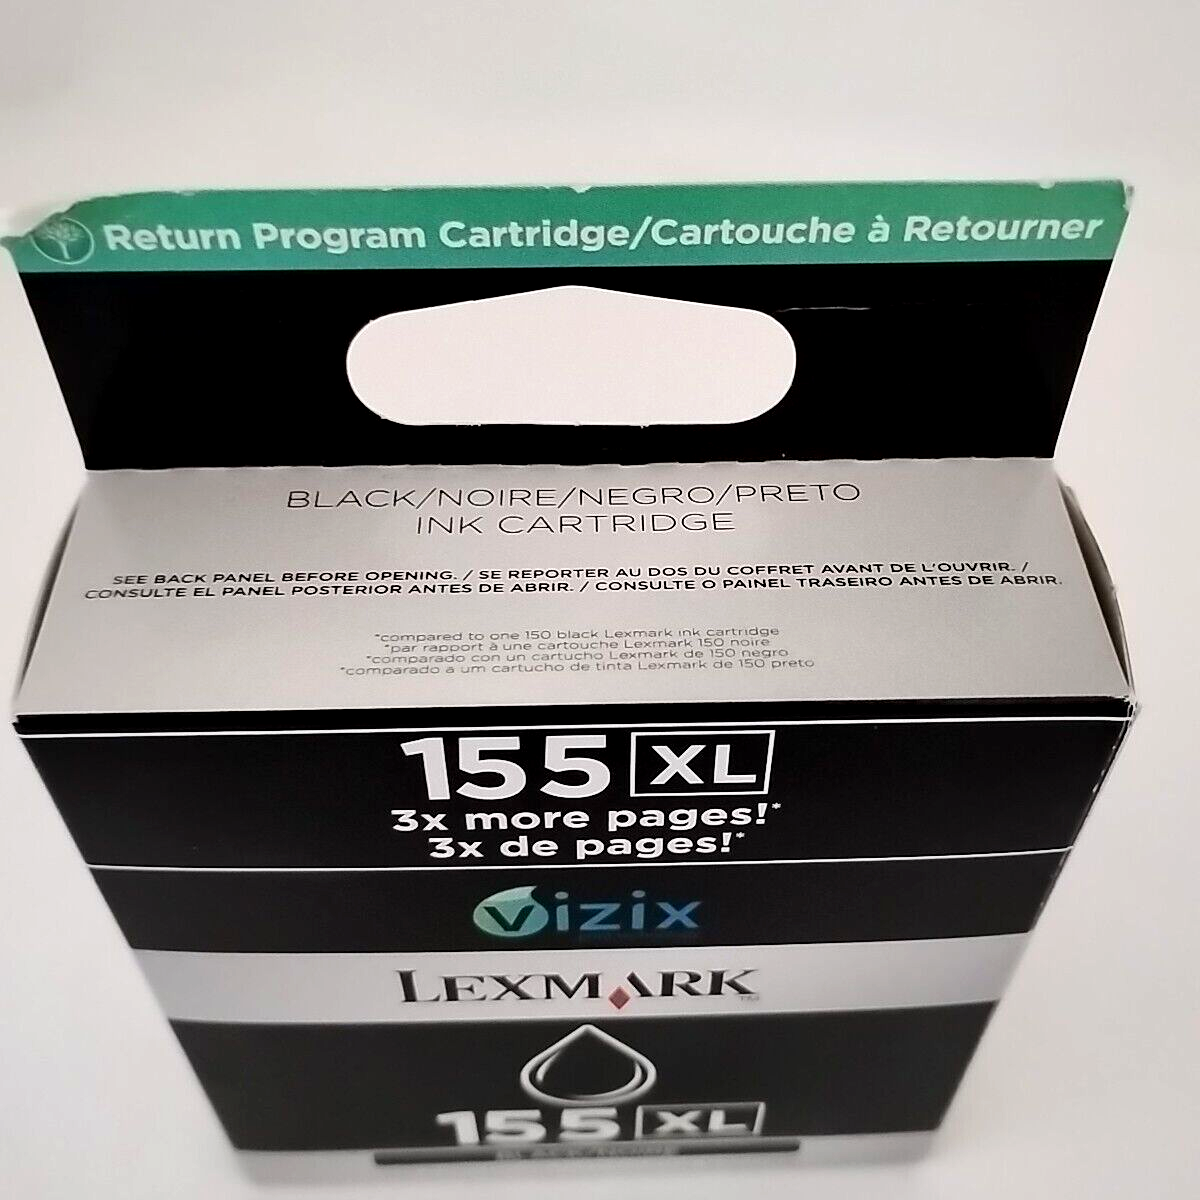 Return Program Cartridge/Cartouche à Retourner
BLACK/NOIRE/NEGRO/PRETO
INK CARTRIDGE
SEE BACK PANEL BEFORE OPENING. / SE REPORTER AU DOS DU COFFRET AVANT DE L'OUVRIR. /
CONSULTE EL PANEL POSTERIOR ANTES DE ABRIR. / CONSULTE O PAINEL TRASEIRO ANTES DE ABRIR.
*compared to one 150 black Lexmark ink cartridge
*par rapport à une cartouche Lexmark 150 noire
*comparado con un cartucho Lexmark de 150 negro
*comparado a um cartucho de tinta Lexmark de 150 preto
155 XL
3x more pages!*
3x de pages!*
Vizix
LEXMARK™
155 XL
BLACK/NOIRE